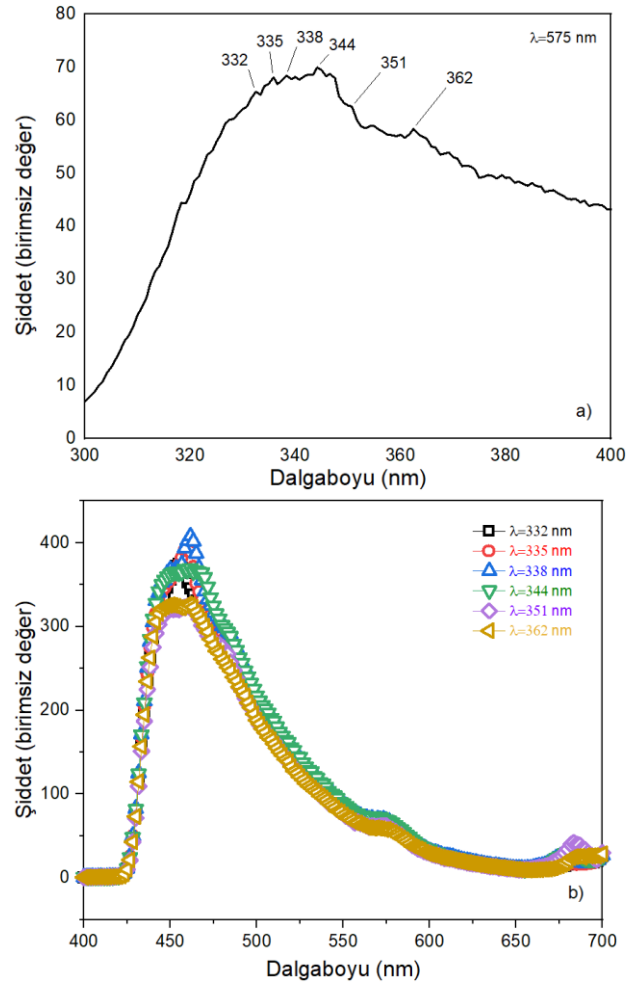 80
70
60
50
40
30
20
10
0
332
335
338
344
351
362
λ=575 nm
a)
300
320
340
360
380
400
Şiddet (birimsiz değer)
Dalgaboyu (nm)
400
300
200
100
0
λ=332 nm
λ=335 nm
λ=338 nm
λ=344 nm
λ=351 nm
λ=362 nm
b)
400
450
500
550
600
650
700
Şiddet (birimsiz değer)
Dalgaboyu (nm)